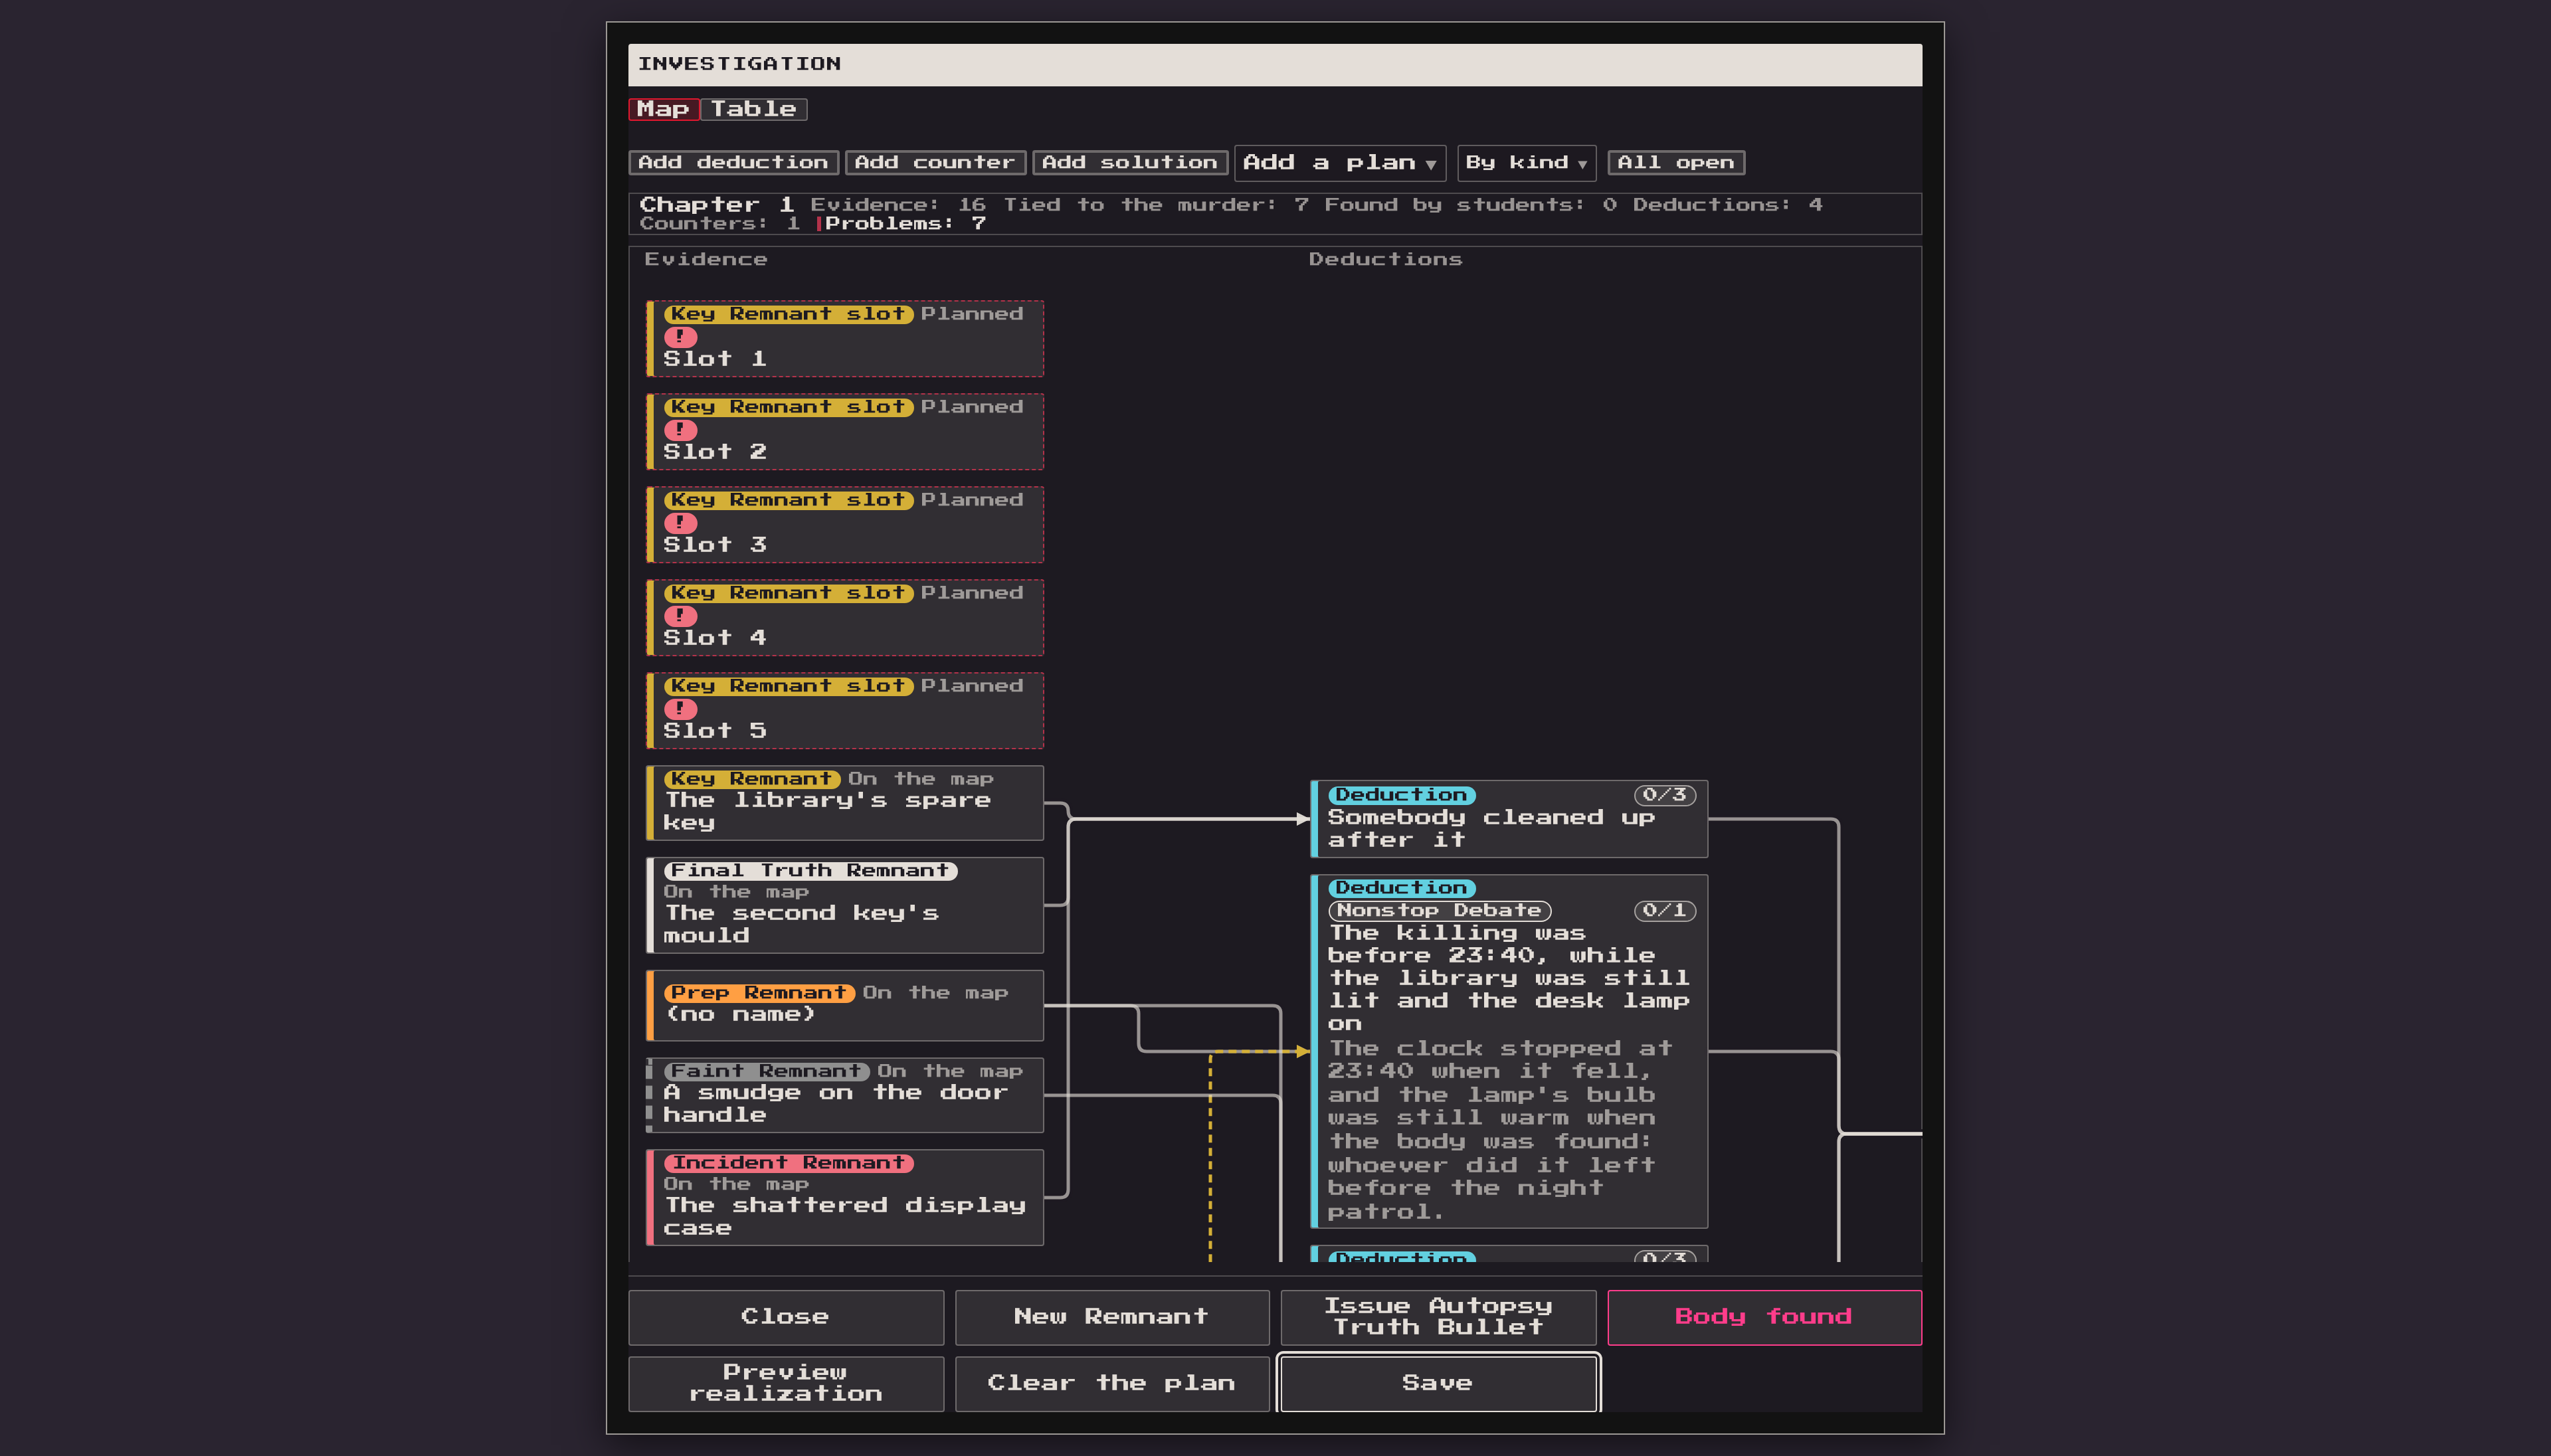 INVESTIGATION
Map Table
Add deduction Add counter Add solution Add a plan ▼ By kind ▼ All open
Chapter 1 Evidence: 16 Tied to the murder: 7 Found by students: 0 Deductions: 4
Counters: 1 Problems: 7
Evidence
Key Remnant slot Planned
!
Slot 1
Key Remnant slot Planned
!
Slot 2
Key Remnant slot Planned
!
Slot 3
Key Remnant slot Planned
!
Slot 4
Key Remnant slot Planned
!
Slot 5
Key Remnant On the map
The library's spare
key
Final Truth Remnant
On the map
The second key's
mould
Prep Remnant On the map
(no name)
Faint Remnant On the map
A smudge on the door
handle
Incident Remnant
On the map
The shattered display
case
Deductions
Deduction 0/3
Somebody cleaned up
after it
Deduction
Nonstop Debate 0/1
The killing was
before 23:40, while
the library was still
lit and the desk lamp
on
The clock stopped at
23:40 when it fell,
and the lamp's bulb
was still warm when
the body was found:
whoever did it left
before the night
patrol.
Deduction 0/3
Close
New Remnant
Issue Autopsy
Truth Bullet
Body found
Preview
realization
Clear the plan
Save